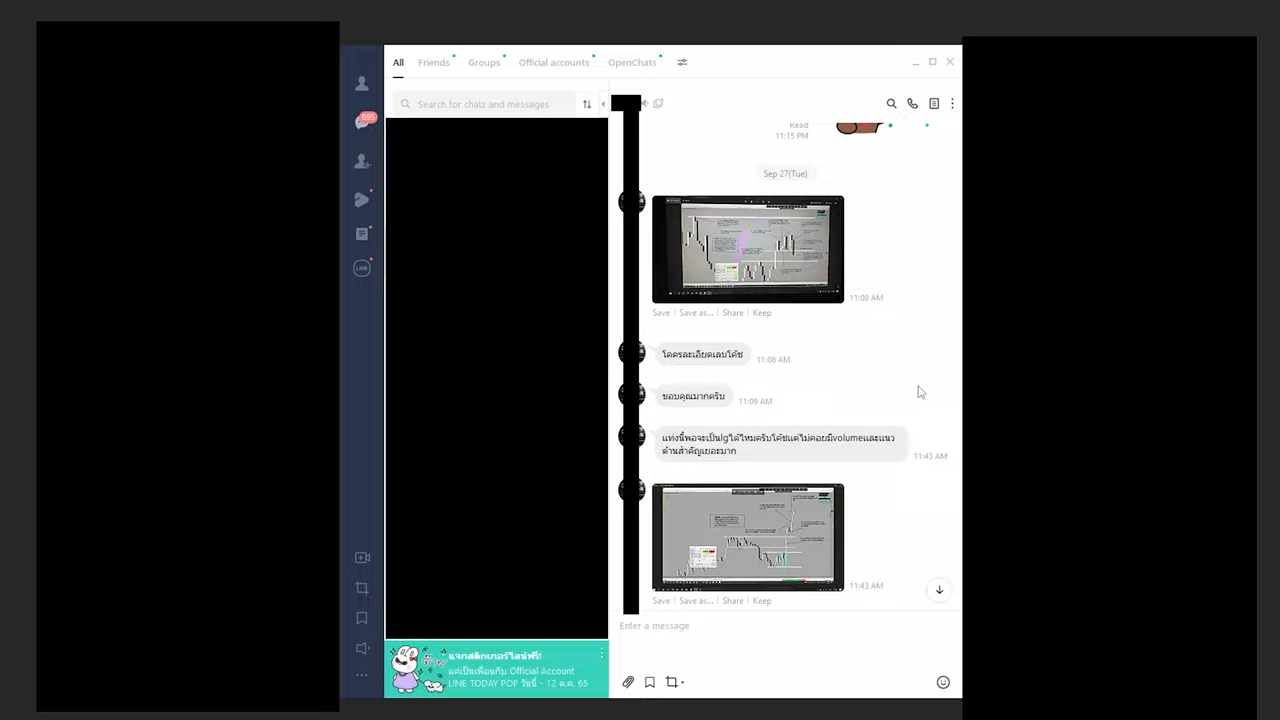 All Friends Groups Official accounts OpenChats
Search for chats and messages
695
Read
11:15 PM
Sep 27(Tue)
11:08 AM
Save Save as... Share Keep
โคตรละเอียดเลบโค้ช
11:08 AM
ขอบคุณมากครับ
11:09 AM
แท่งนี้พอจะเป็นlgได้ไหมครับโค้ชแต่ไม่คอยมีvolumeและแนว
ต้านสำคัญเยอะมาก
11:43 AM
11:43 AM
Save Save as... Share Keep
Enter a message
LINE
แจกสติกเกอร์ไลน์ฟรี!
แค่เป็นเพื่อนกับ Official Account
LINE TODAY POP วันนี้ - 12 ต.ค. 65